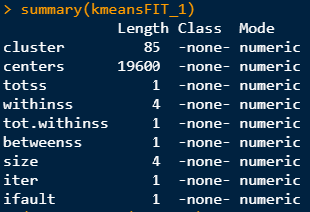 > summary(kmeansFIT_1)
Length Class Mode
cluster 85 -none- numeric
centers 19600 -none- numeric
totss 1 -none- numeric
withinss 4 -none- numeric
tot.withinss 1 -none- numeric
betweenss 1 -none- numeric
size 4 -none- numeric
iter 1 -none- numeric
ifault 1 -none- numeric